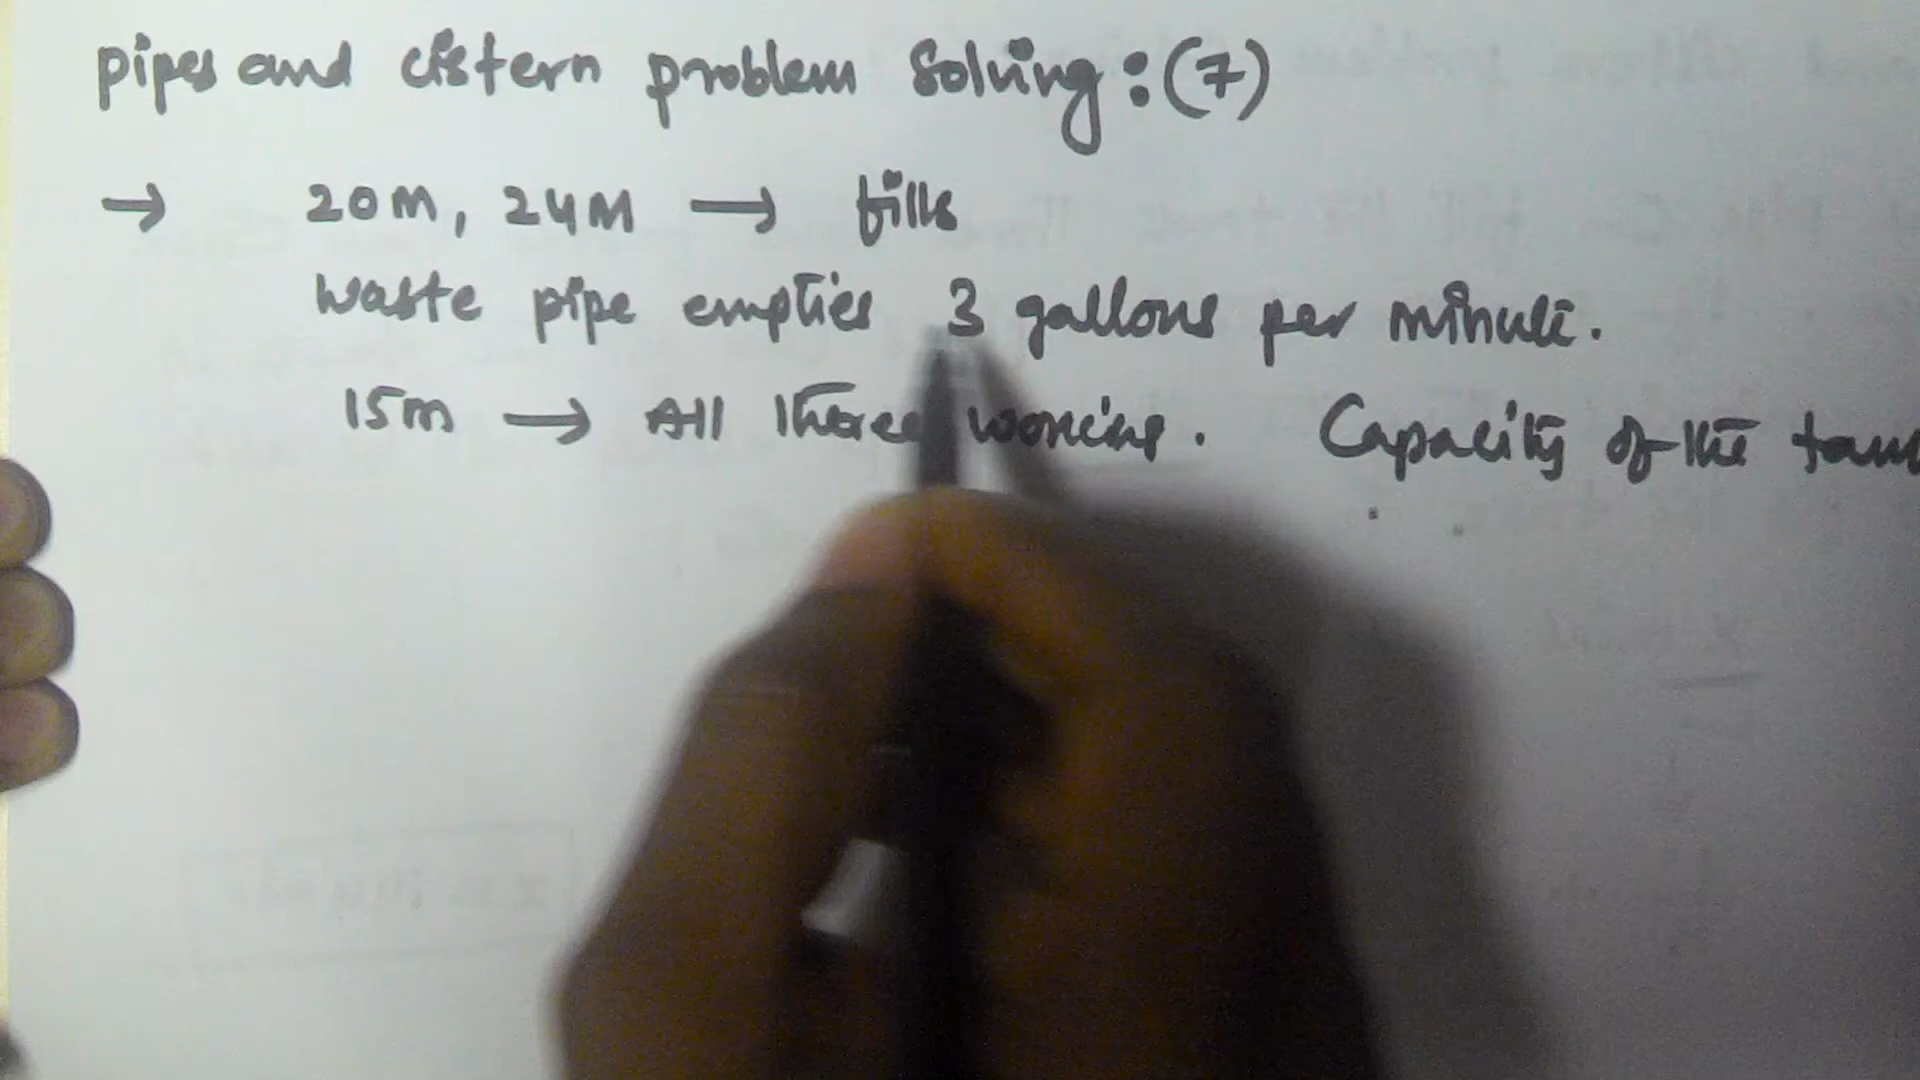 pipes and cistern problem solving : (7)
→ 20M, 24M → fills
waste pipe empties 3 gallons per minute.
15m → All three working. Capacity of the